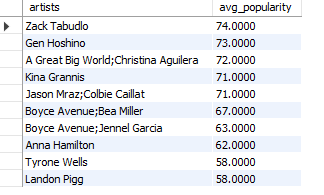 artists avg_popularity
Zack Tabudlo 74.0000
Gen Hoshino 73.0000
A Great Big World;Christina Aguilera 72.0000
Kina Grannis 71.0000
Jason Mraz;Colbie Caillat 71.0000
Boyce Avenue;Bea Miller 67.0000
Boyce Avenue;Jennel Garcia 63.0000
Anna Hamilton 62.0000
Tyrone Wells 58.0000
Landon Pigg 58.0000